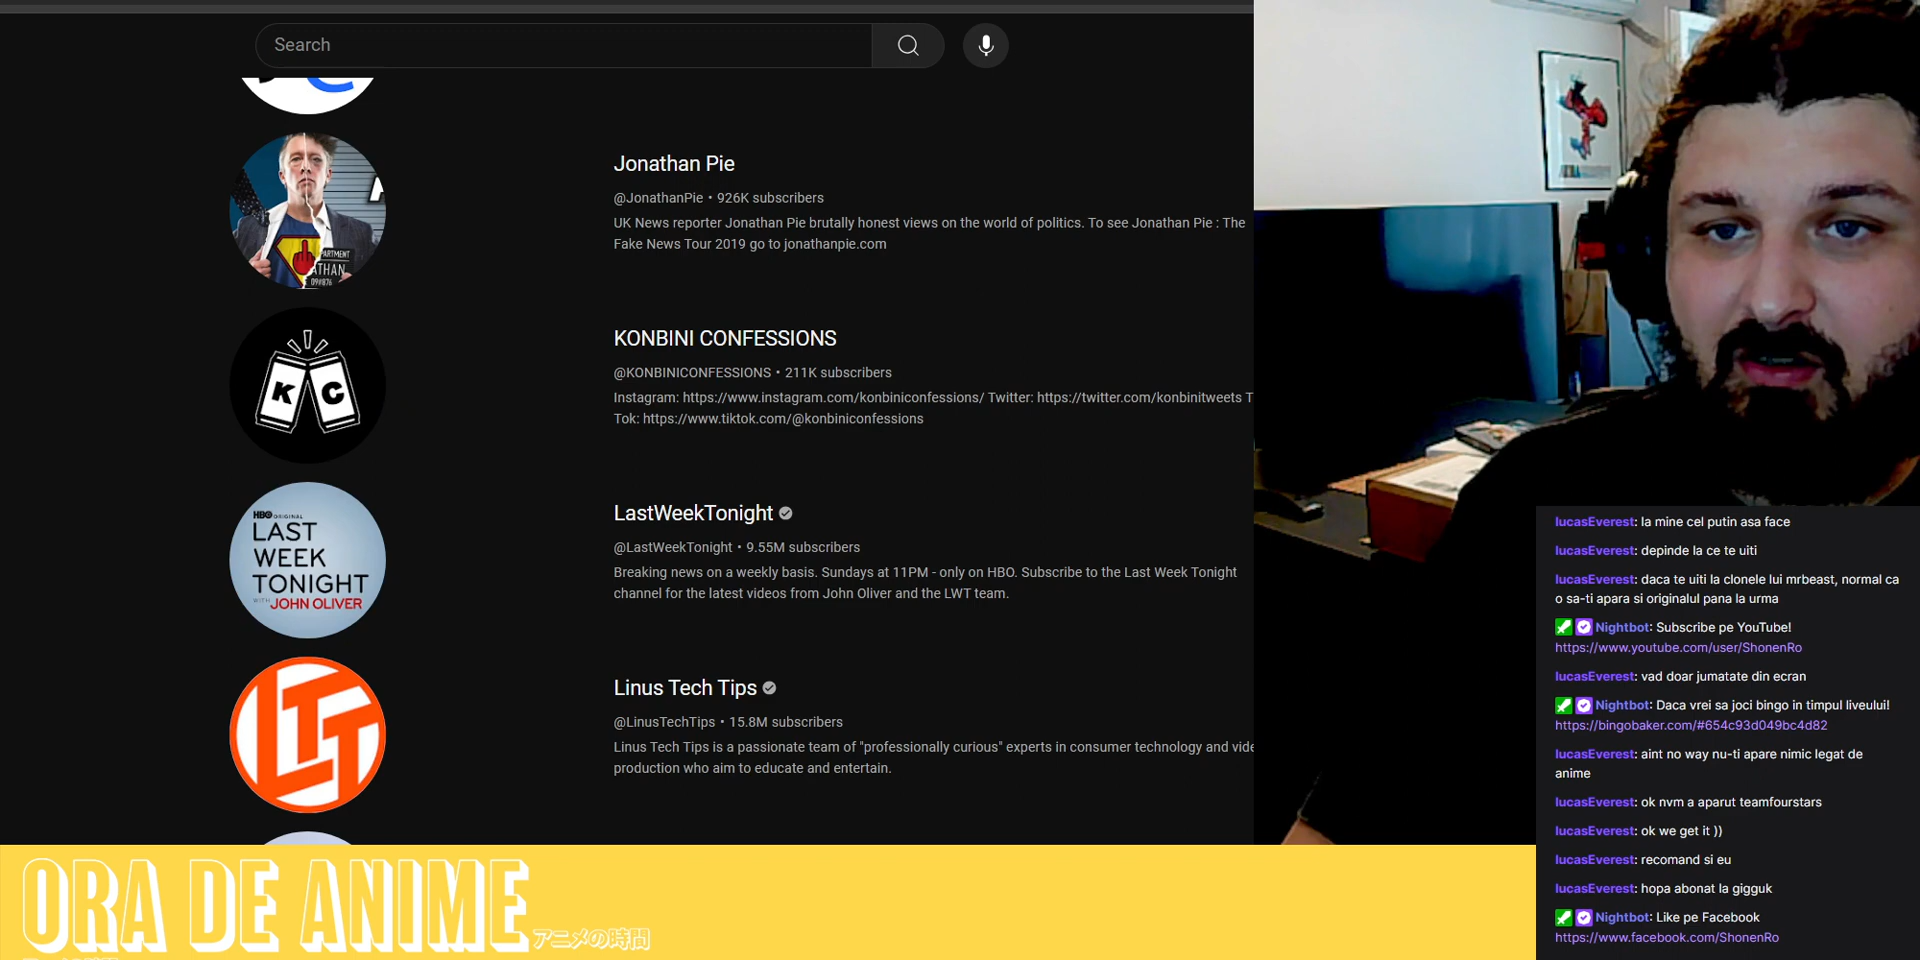 Search
Jonathan Pie
@JonathanPie • 926K subscribers
UK News reporter Jonathan Pie brutally honest views on the world of politics. To see Jonathan Pie : The
Fake News Tour 2019 go to jonathanpie.com
PARTMENT
ATHAN
KONBINI CONFESSIONS
@KONBINICONFESSIONS • 211K subscribers
Instagram: https://www.instagram.com/konbiniconfessions/ Twitter: https://twitter.com/konbinitweets T
Tok: https://www.tiktok.com/@konbiniconfessions
K C
LastWeekTonight
@LastWeekTonight • 9.55M subscribers
Breaking news on a weekly basis. Sundays at 11PM - only on HBO. Subscribe to the Last Week Tonight
channel for the latest videos from John Oliver and the LWT team.
HBO ORIGINAL
LAST
WEEK
TONIGHT
WITH JOHN OLIVER
Linus Tech Tips
@LinusTechTips • 15.8M subscribers
Linus Tech Tips is a passionate team of "professionally curious" experts in consumer technology and vide
production who aim to educate and entertain.
LTT
lucasEverest: la mine cel putin asa face
lucasEverest: depinde la ce te uiti
lucasEverest: daca te uiti la clonele lui mrbeast, normal ca
o sa-ti apara si originalul pana la urma
Nightbot: Subscribe pe YouTube!
https://www.youtube.com/user/ShonenRo
lucasEverest: vad doar jumatate din ecran
Nightbot: Daca vrei sa joci bingo in timpul liveului!
https://bingobaker.com/#654c93d049bc4d82
lucasEverest: aint no way nu-ti apare nimic legat de
anime
lucasEverest: ok nvm a aparut teamfourstars
lucasEverest: ok we get it ))
lucasEverest: recomand si eu
lucasEverest: hopa abonat la gigguk
Nightbot: Like pe Facebook
https://www.facebook.com/ShonenRo
ORA DE ANIME
アニメの時間